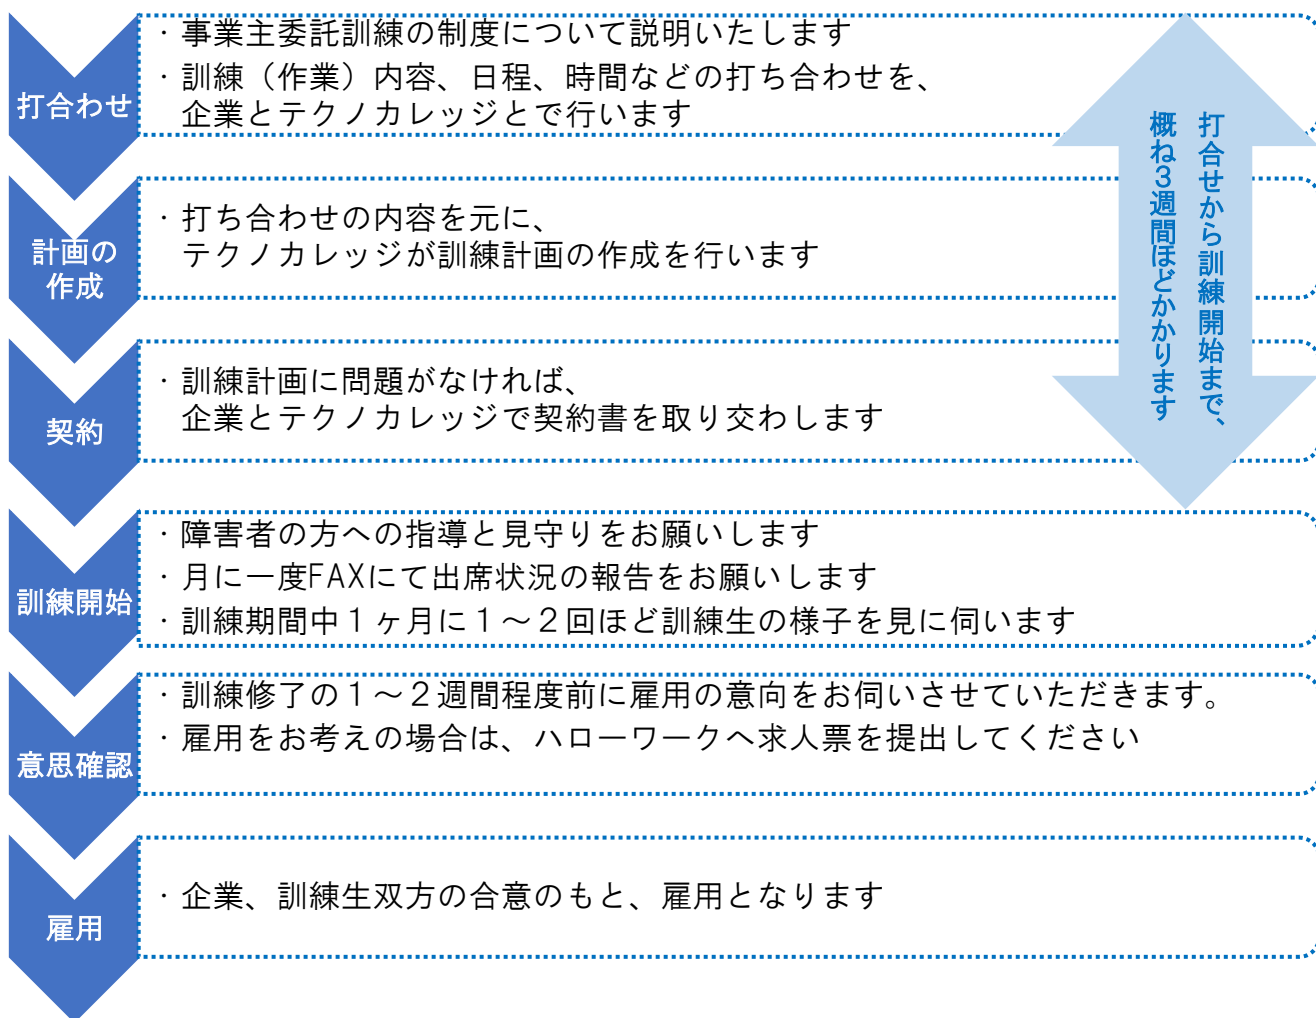 打合わせ
・事業主委託訓練の制度について説明いたします
・訓練（作業）内容、日程、時間などの打ち合わせを、
企業とテクノカレッジとで行います
計画の
作成
・打ち合わせの内容を元に、
テクノカレッジが訓練計画の作成を行います
契約
・訓練計画に問題がなければ、
企業とテクノカレッジで契約書を取り交わします
打合せから訓練開始まで、
概ね３週間ほどかかります
訓練開始
・障害者の方への指導と見守りをお願いします
・月に一度FAXにて出席状況の報告をお願いします
・訓練期間中１ヶ月に１～２回ほど訓練生の様子を見に伺います
意思確認
・訓練修了の１～２週間程度前に雇用の意向をお伺いさせていただきます。
・雇用をお考えの場合は、ハローワークへ求人票を提出してください
雇用
・企業、訓練生双方の合意のもと、雇用となります